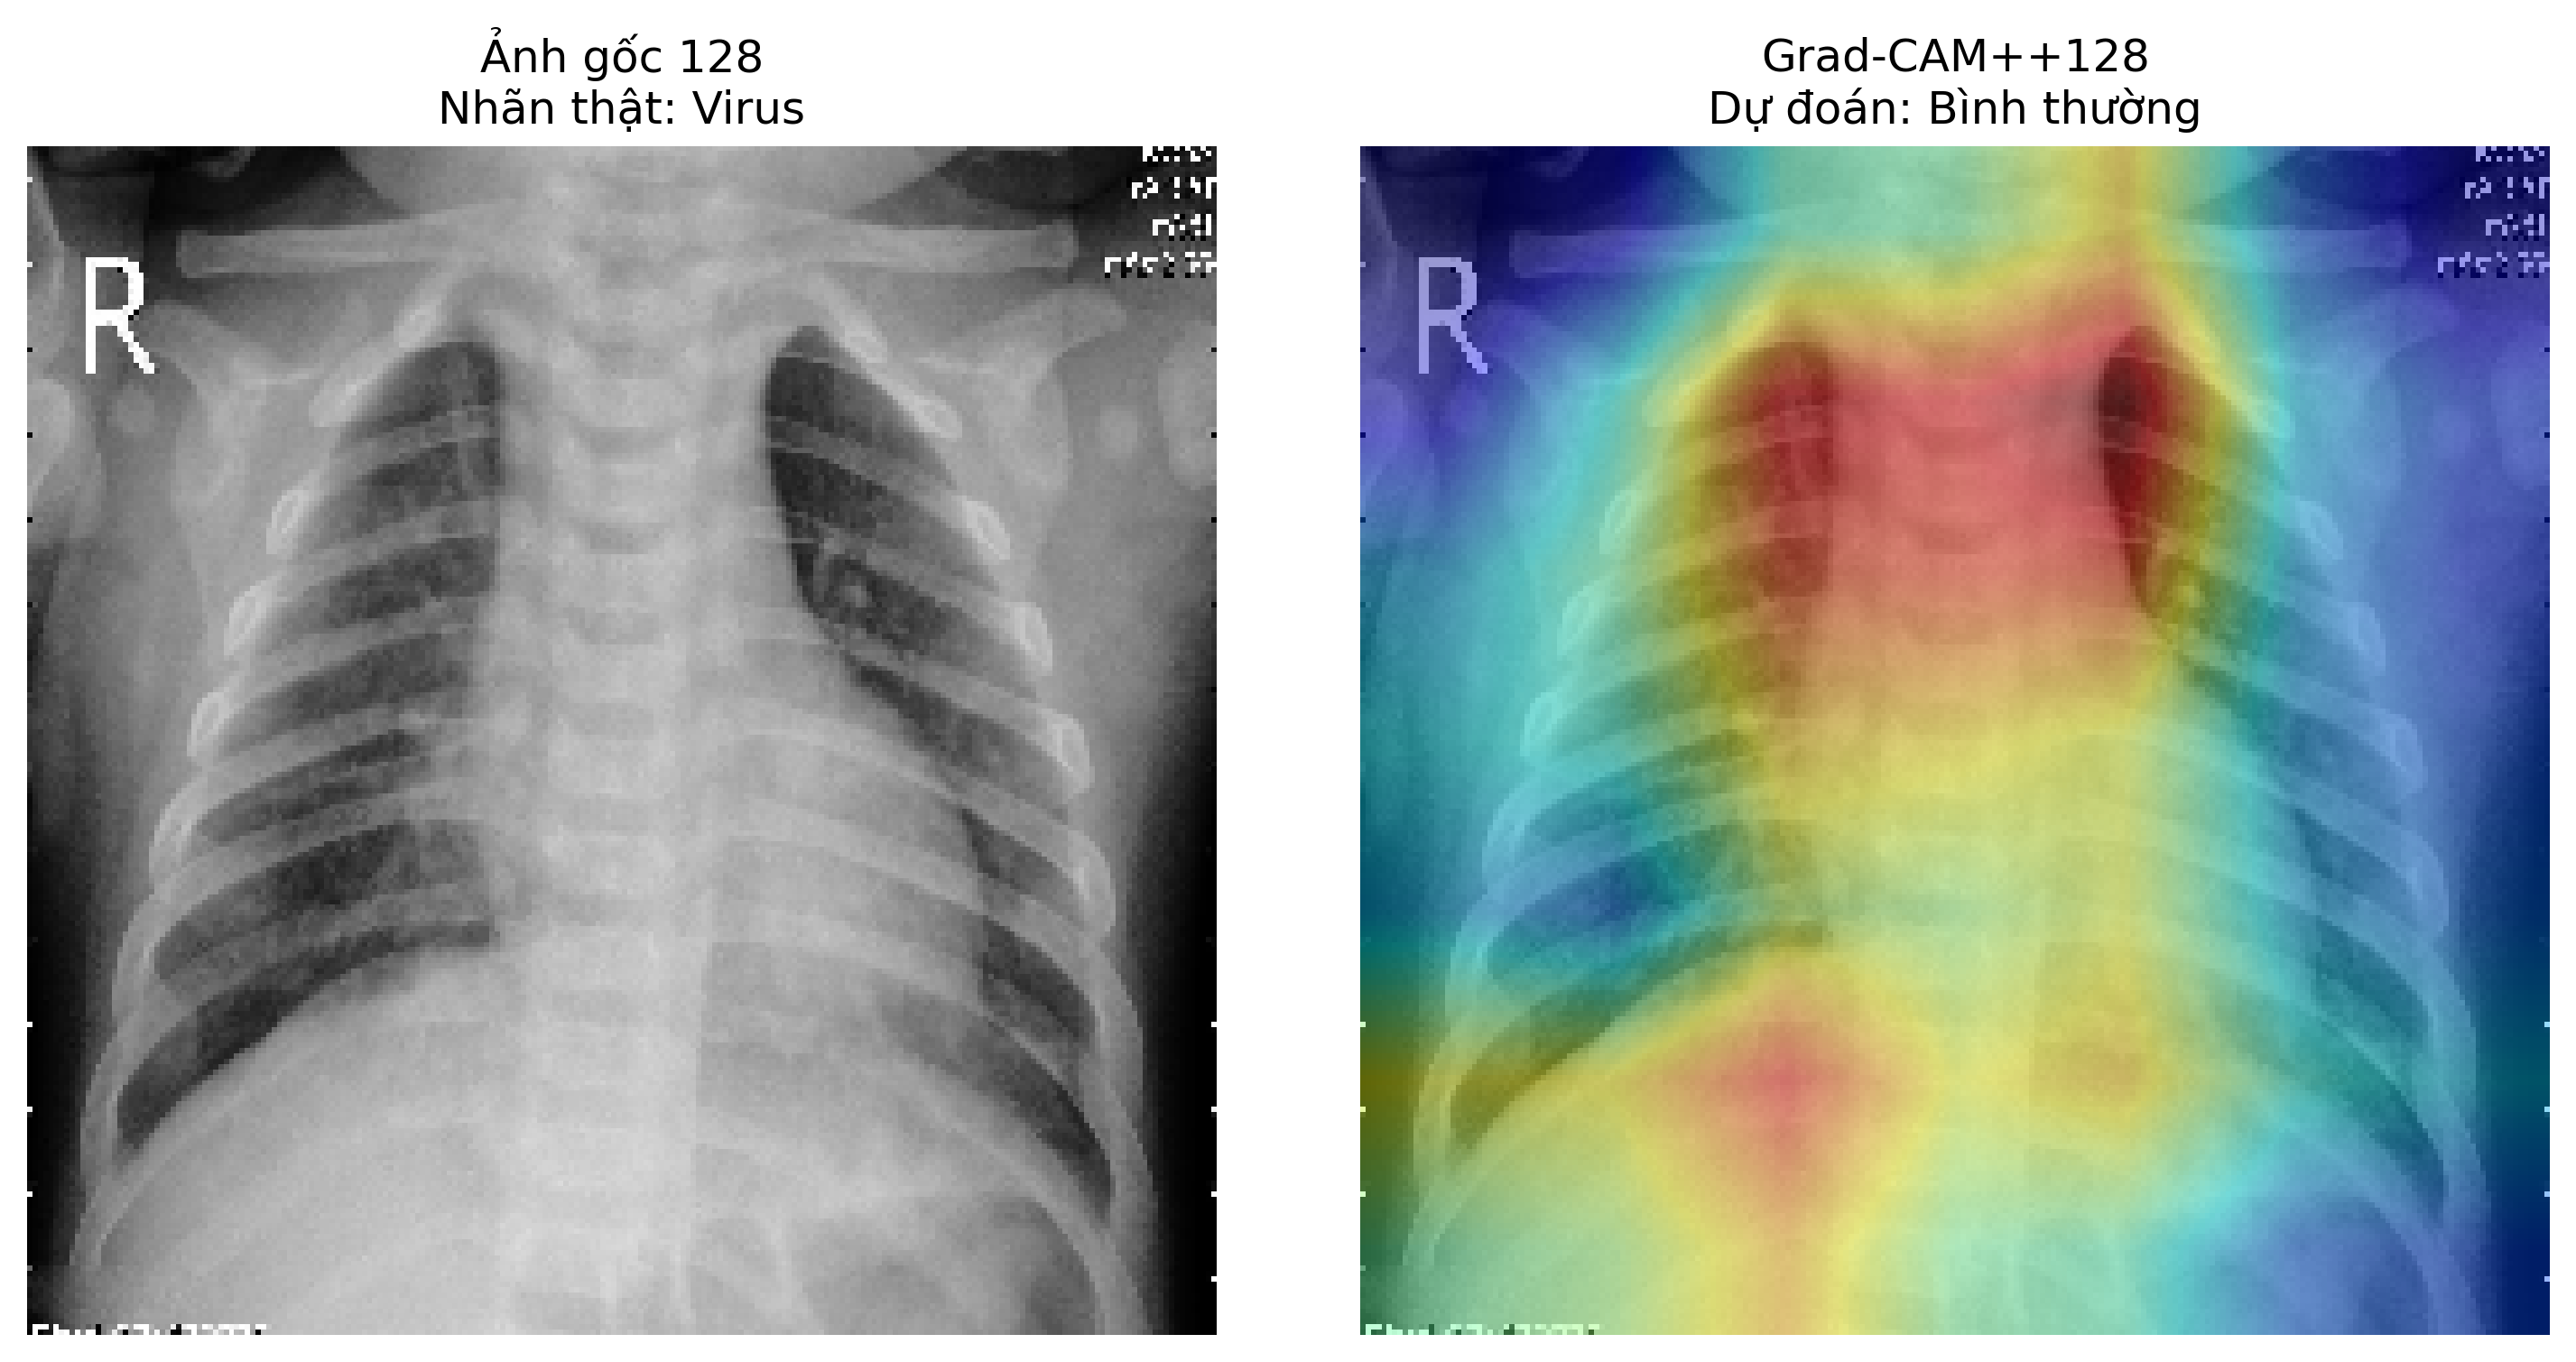 Ảnh gốc 128
Nhãn thật: Virus
Grad-CAM++128
Dự đoán: Bình thường
R
R